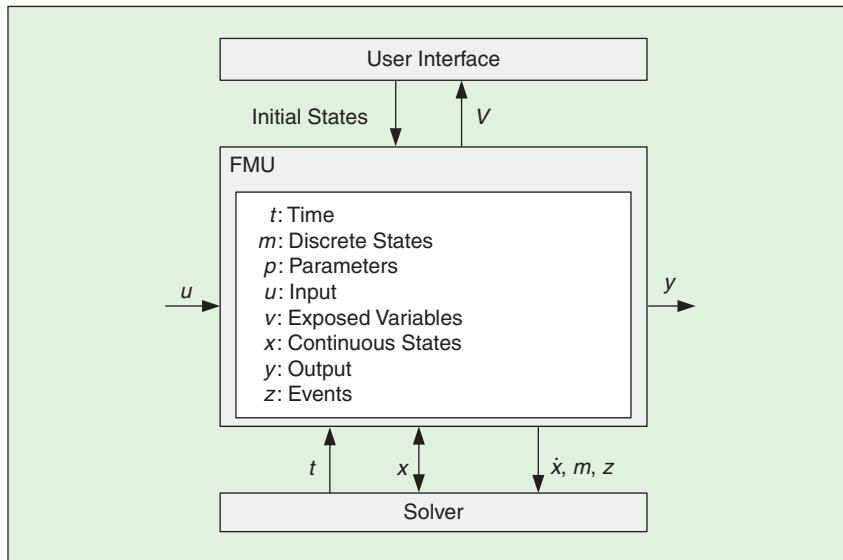 User Interface
Initial States
V
FMU
t: Time
m: Discrete States
p: Parameters
u: Input
v: Exposed Variables
x: Continuous States
y: Output
z: Events
u
y
t
x
ẋ, m, z
Solver